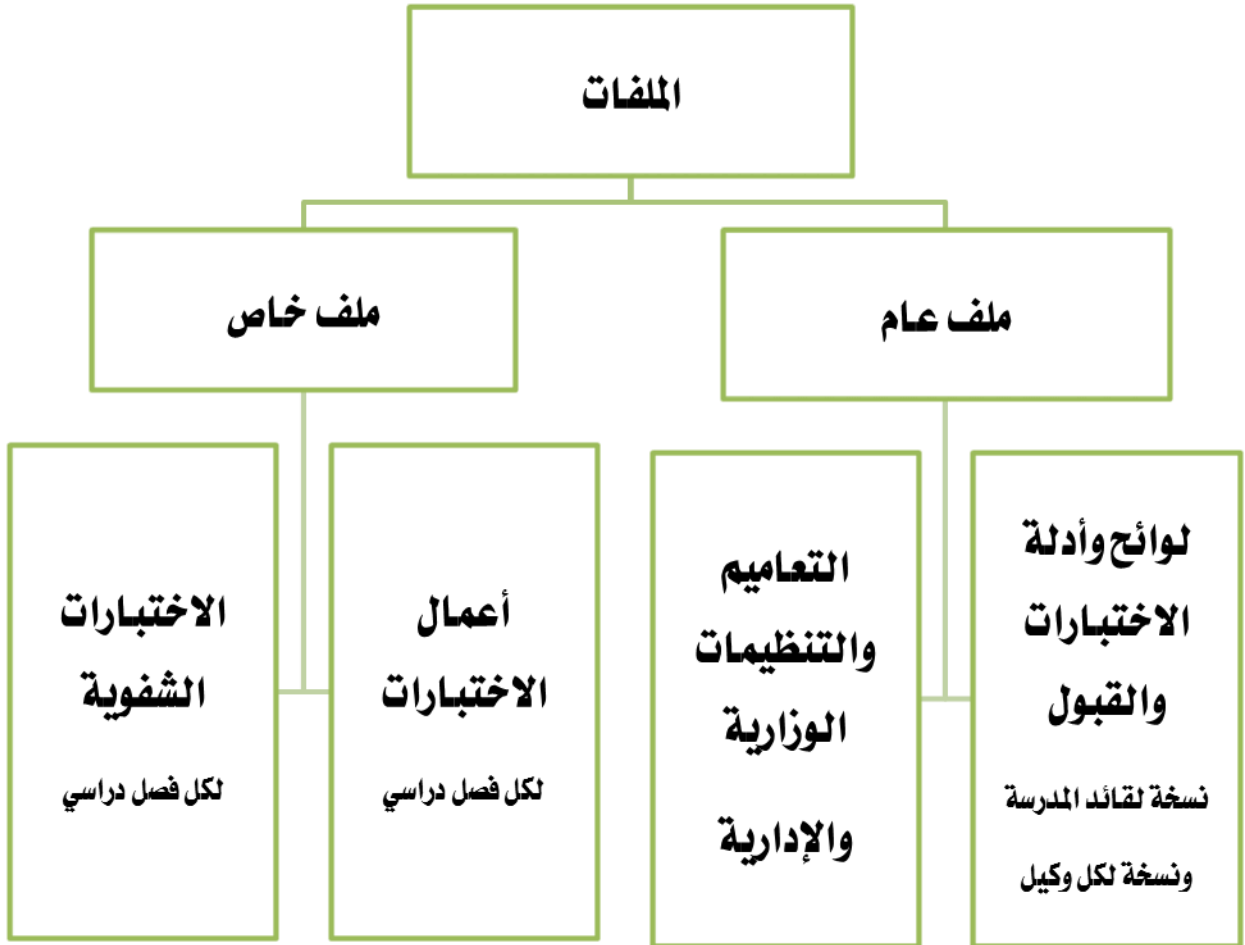 الملفات
ملف عام
ملف خاص
لوائح وأدلة
الاختبارات
والقبول
نسخة لقائد المدرسة
ونسخة لكل وكيل
التعاميم
والتنظيمات
الوزارية
والإدارية
أعمال
الاختبارات
لكل فصل دراسي
الاختبارات
الشفوية
لكل فصل دراسي